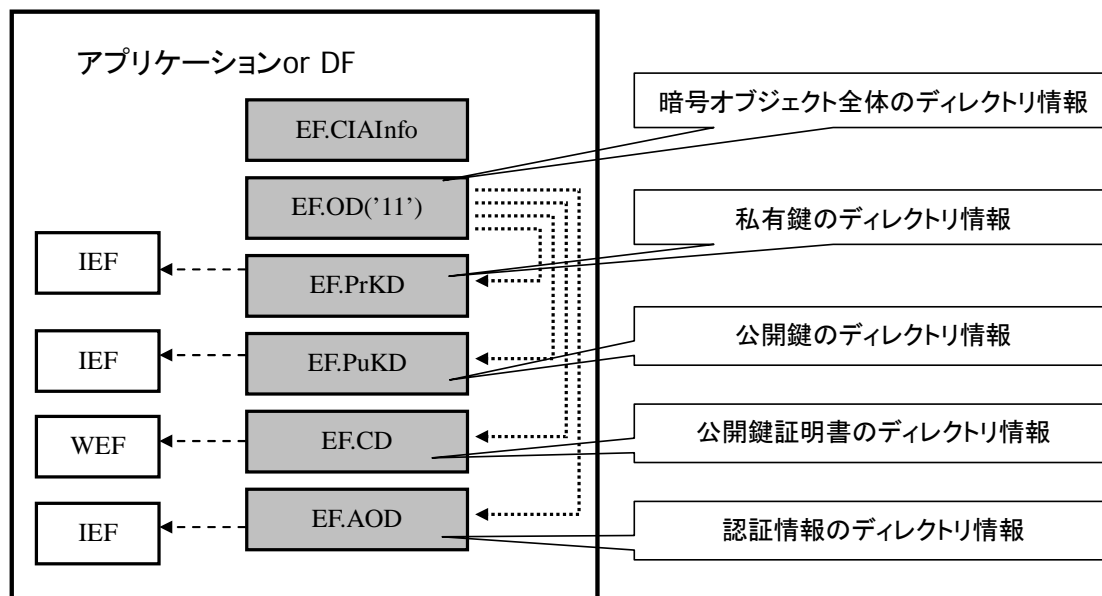 アプリケーションor DF
EF.CIAInfo
暗号オブジェクト全体のディレクトリ情報
EF.OD('11')
私有鍵のディレクトリ情報
IEF
EF.PrKD
公開鍵のディレクトリ情報
IEF
EF.PuKD
公開鍵証明書のディレクトリ情報
WEF
EF.CD
認証情報のディレクトリ情報
IEF
EF.AOD